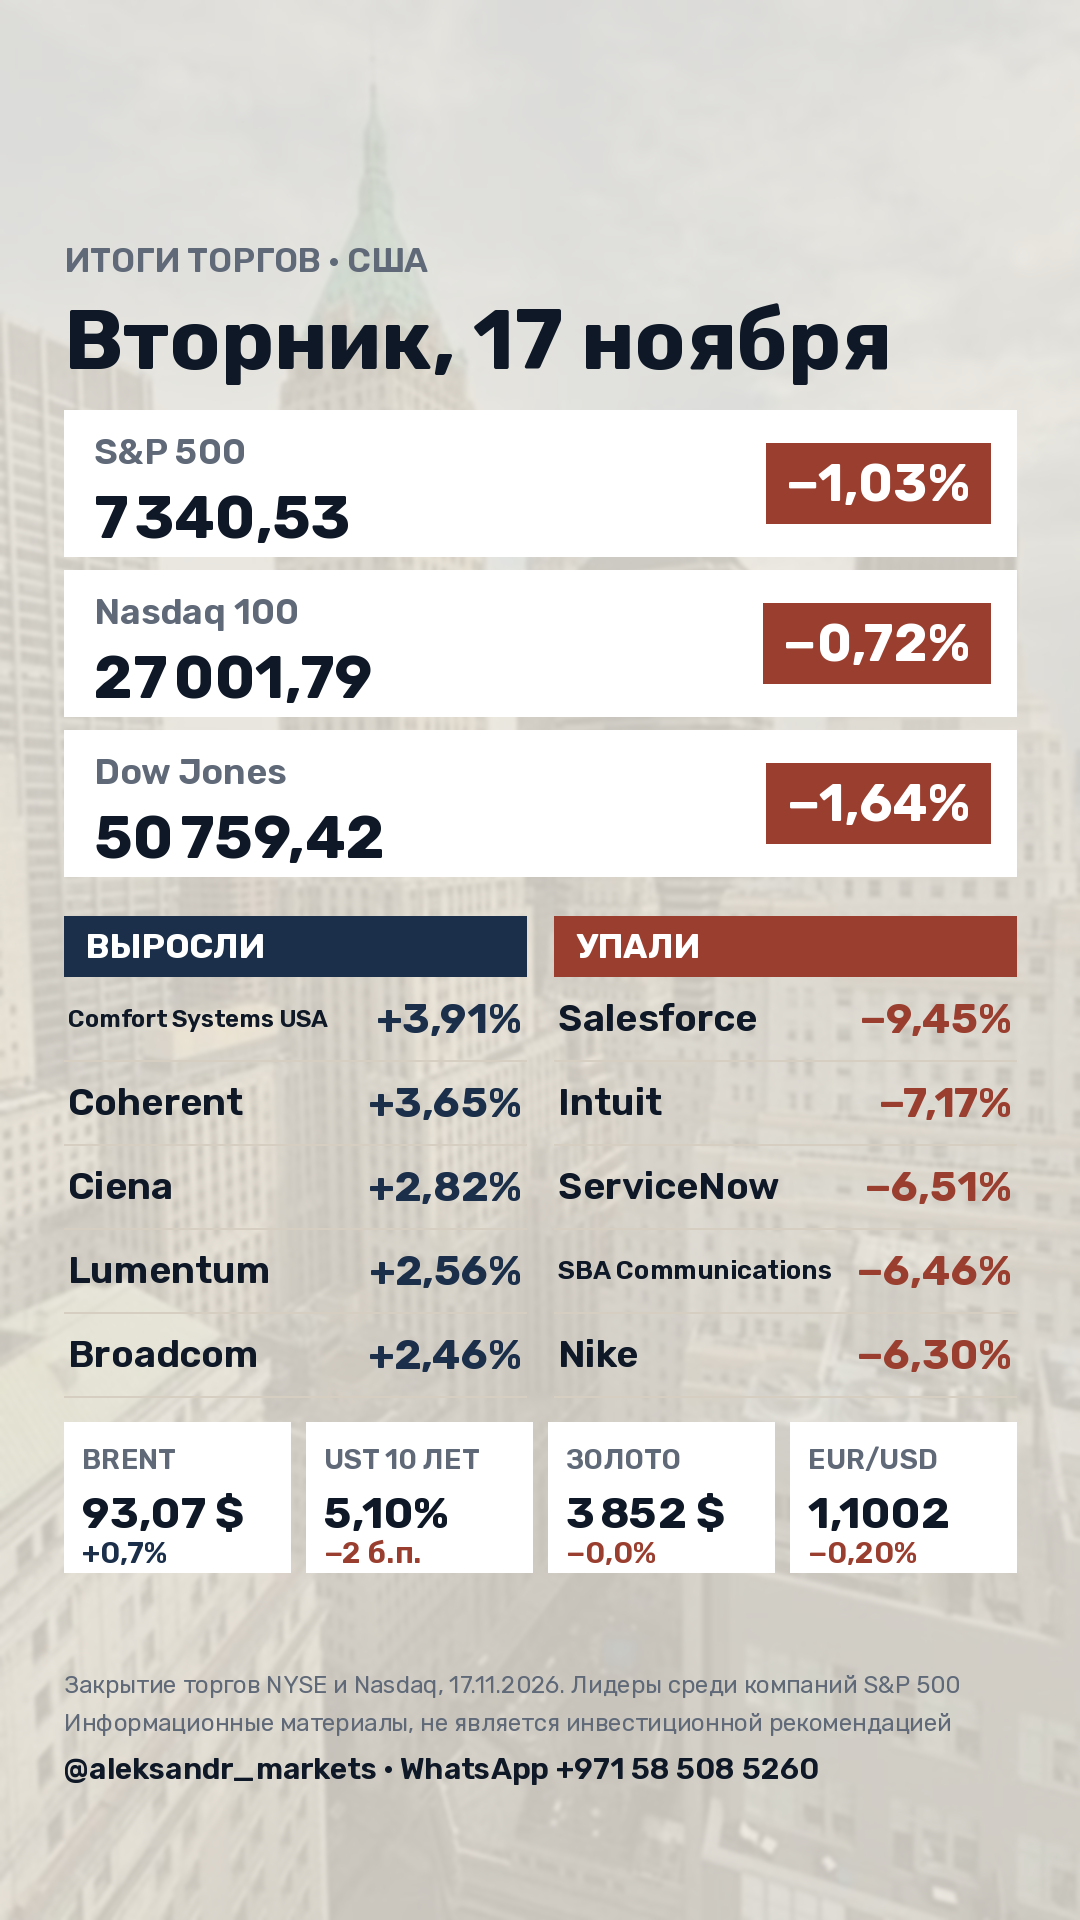 ИТОГИ ТОРГОВ • США
Вторник, 17 ноября
S&P 500
7 340,53
−1,03%
Nasdaq 100
27 001,79
−0,72%
Dow Jones
50 759,42
−1,64%
ВЫРОСЛИ
Comfort Systems USA +3,91%
Coherent +3,65%
Ciena +2,82%
Lumentum +2,56%
Broadcom +2,46%
УПАЛИ
Salesforce −9,45%
Intuit −7,17%
ServiceNow −6,51%
SBA Communications −6,46%
Nike −6,30%
BRENT
93,07 $
+0,7%
UST 10 ЛЕТ
5,10%
−2 б.п.
ЗОЛОТО
3 852 $
−0,0%
EUR/USD
1,1002
−0,20%
Закрытие торгов NYSE и Nasdaq, 17.11.2026. Лидеры среди компаний S&P 500
Информационные материалы, не является инвестиционной рекомендацией
@aleksandr_markets • WhatsApp +971 58 508 5260